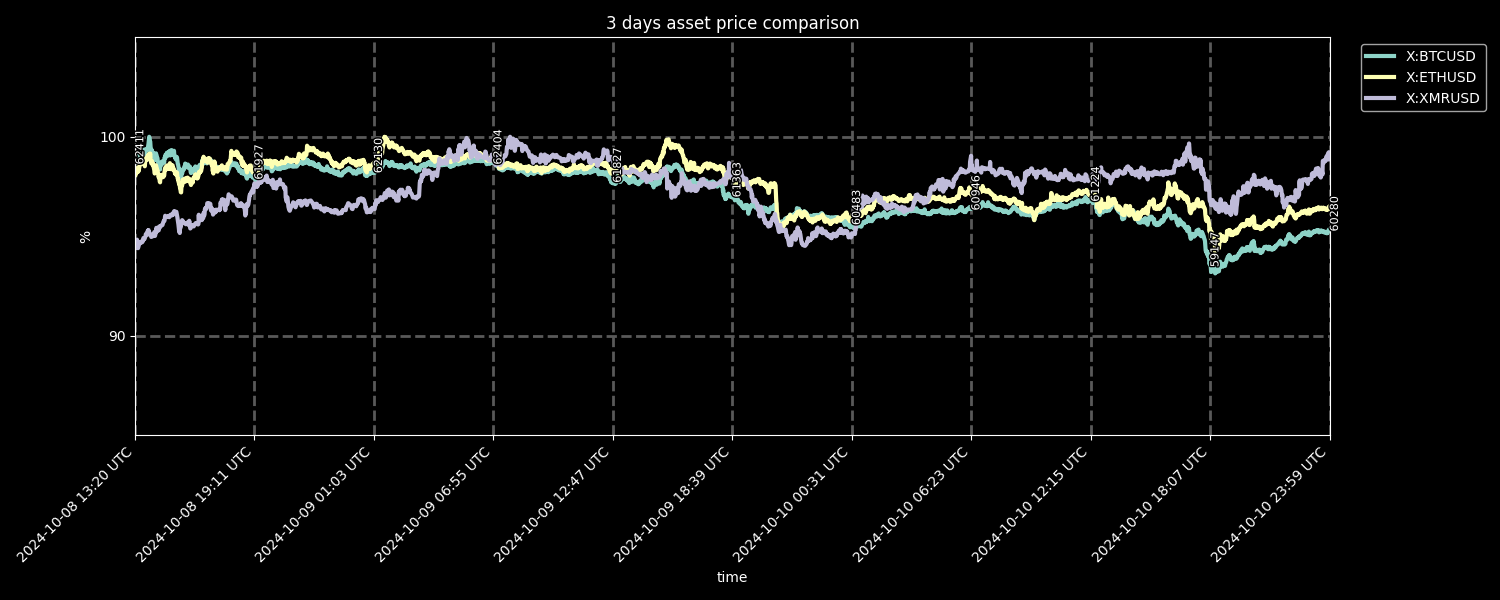 3 days asset price comparison
X:BTCUSD
X:ETHUSD
X:XMRUSD
100
90
%
62411
61927
62430
62404
61827
61363
60483
60946
61224
59147
60280
2024-10-08 13:20 UTC
2024-10-08 19:11 UTC
2024-10-09 01:03 UTC
2024-10-09 06:55 UTC
2024-10-09 12:47 UTC
2024-10-09 18:39 UTC
2024-10-10 00:31 UTC
2024-10-10 06:23 UTC
2024-10-10 12:15 UTC
2024-10-10 18:07 UTC
2024-10-10 23:59 UTC
time